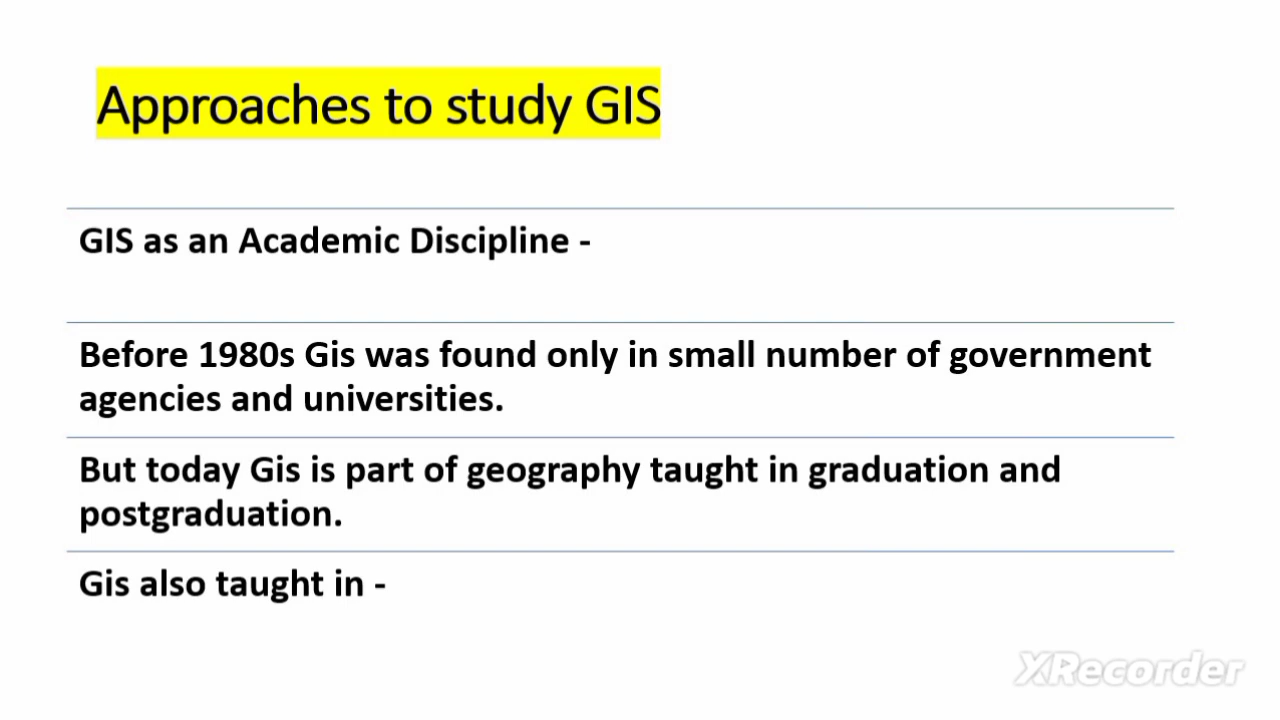 Approaches to study GIS
GIS as an Academic Discipline -
Before 1980s Gis was found only in small number of government
agencies and universities.
But today Gis is part of geography taught in graduation and
postgraduation.
Gis also taught in -
XRecorder